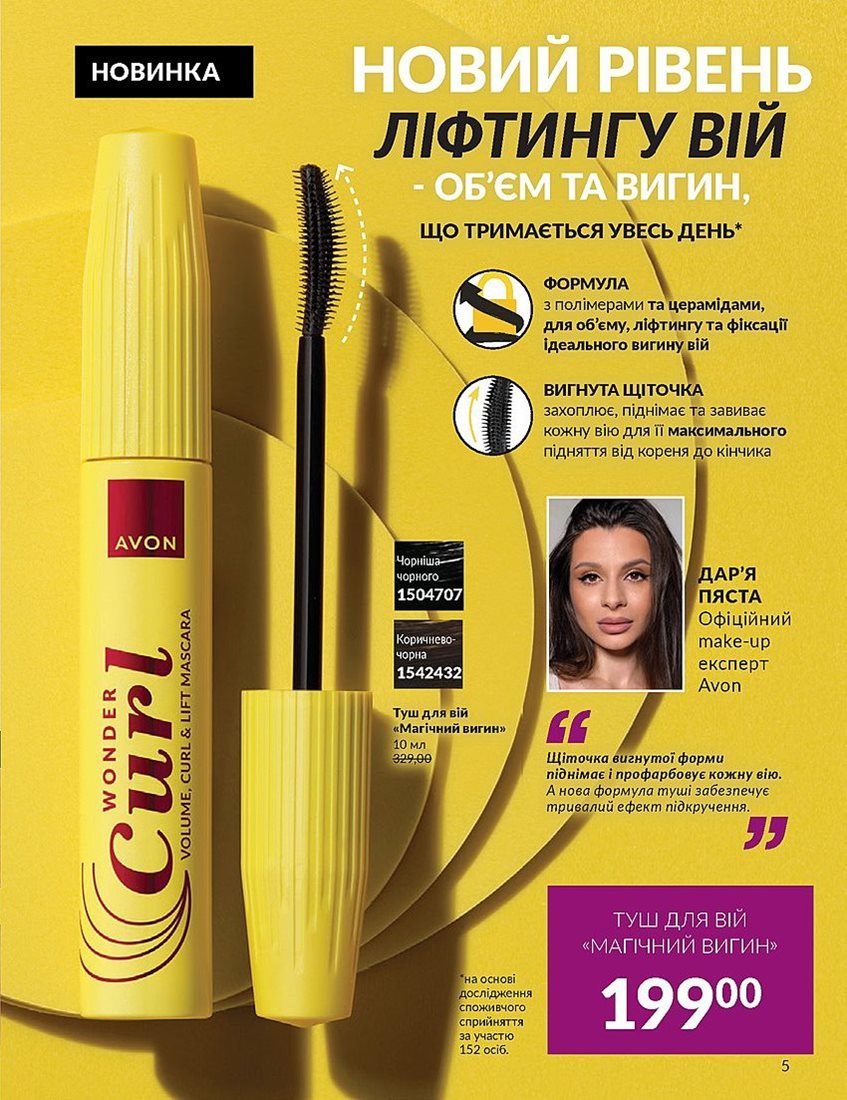 НОВИНКА
НОВИЙ РІВЕНЬ
ЛІФТИНГУ ВІЙ
- ОБ'ЄМ ТА ВИГИН,
ЩО ТРИМАЄТЬСЯ УВЕСЬ ДЕНЬ*
ФОРМУЛА
з полімерами та церамідами,
для об'єму, ліфтингу та фіксації
ідеального вигину вій
ВИГНУТА ЩІТОЧКА
захоплює, піднімає та завиває
кожну вію для її максимального
підняття від кореня до кінчика
AVON
WONDER
Curl
VOLUME, CURL & LIFT MASCARA
Чорніша-
чорного
1504707
Коричнево-
чорна
1542432
Туш для вій
«Магічний вигин»
10 мл
329,00
ДАР'Я
ПЯСТА
Офіційний
make-up
експерт
Avon
“
Щіточка вигнутої форми
піднімає і профарбовує кожну вію.
А нова формула туші забезпечує
тривалий ефект підкручення.
”
*на основі
дослідження
споживчого
сприйняття
за участю
152 осіб.
ТУШ ДЛЯ ВІЙ
«МАГІЧНИЙ ВИГИН»
19900
5